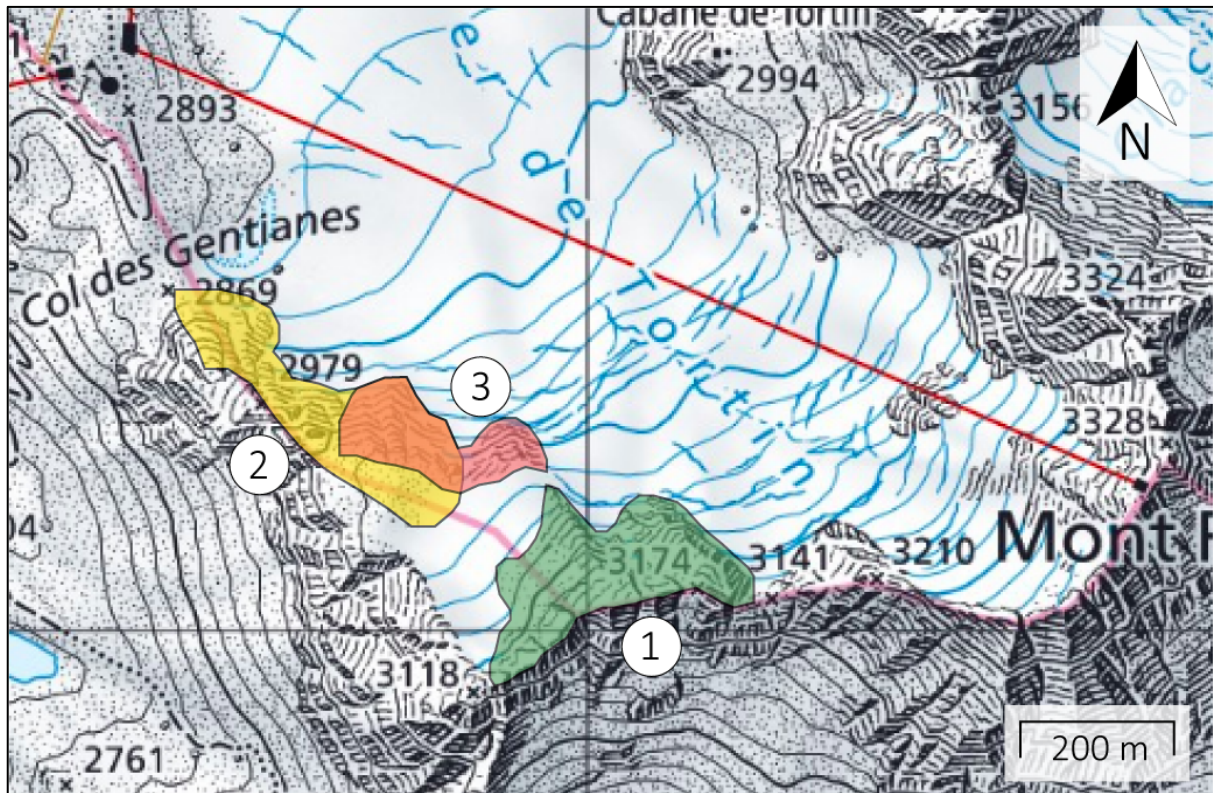 Cabane de Tortin
2994
3156
N
2893
e r
d e
Col des Gentianes
2869
3324
T o r t i n
2979
3
3328
2
Mont
3174
3141
3210
1
3118
2761
200 m